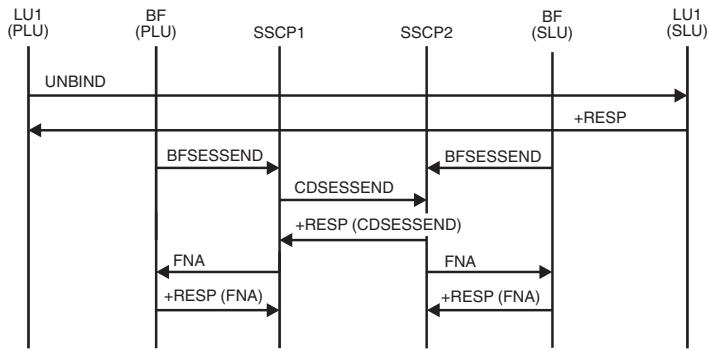 LU1
(PLU)
BF
(PLU)
SSCP1
SSCP2
BF
(SLU)
LU1
(SLU)
UNBIND
+RESP
BFSESSEND
BFSESSEND
CDSESSEND
+RESP (CDSESSEND)
FNA
FNA
+RESP (FNA)
+RESP (FNA)